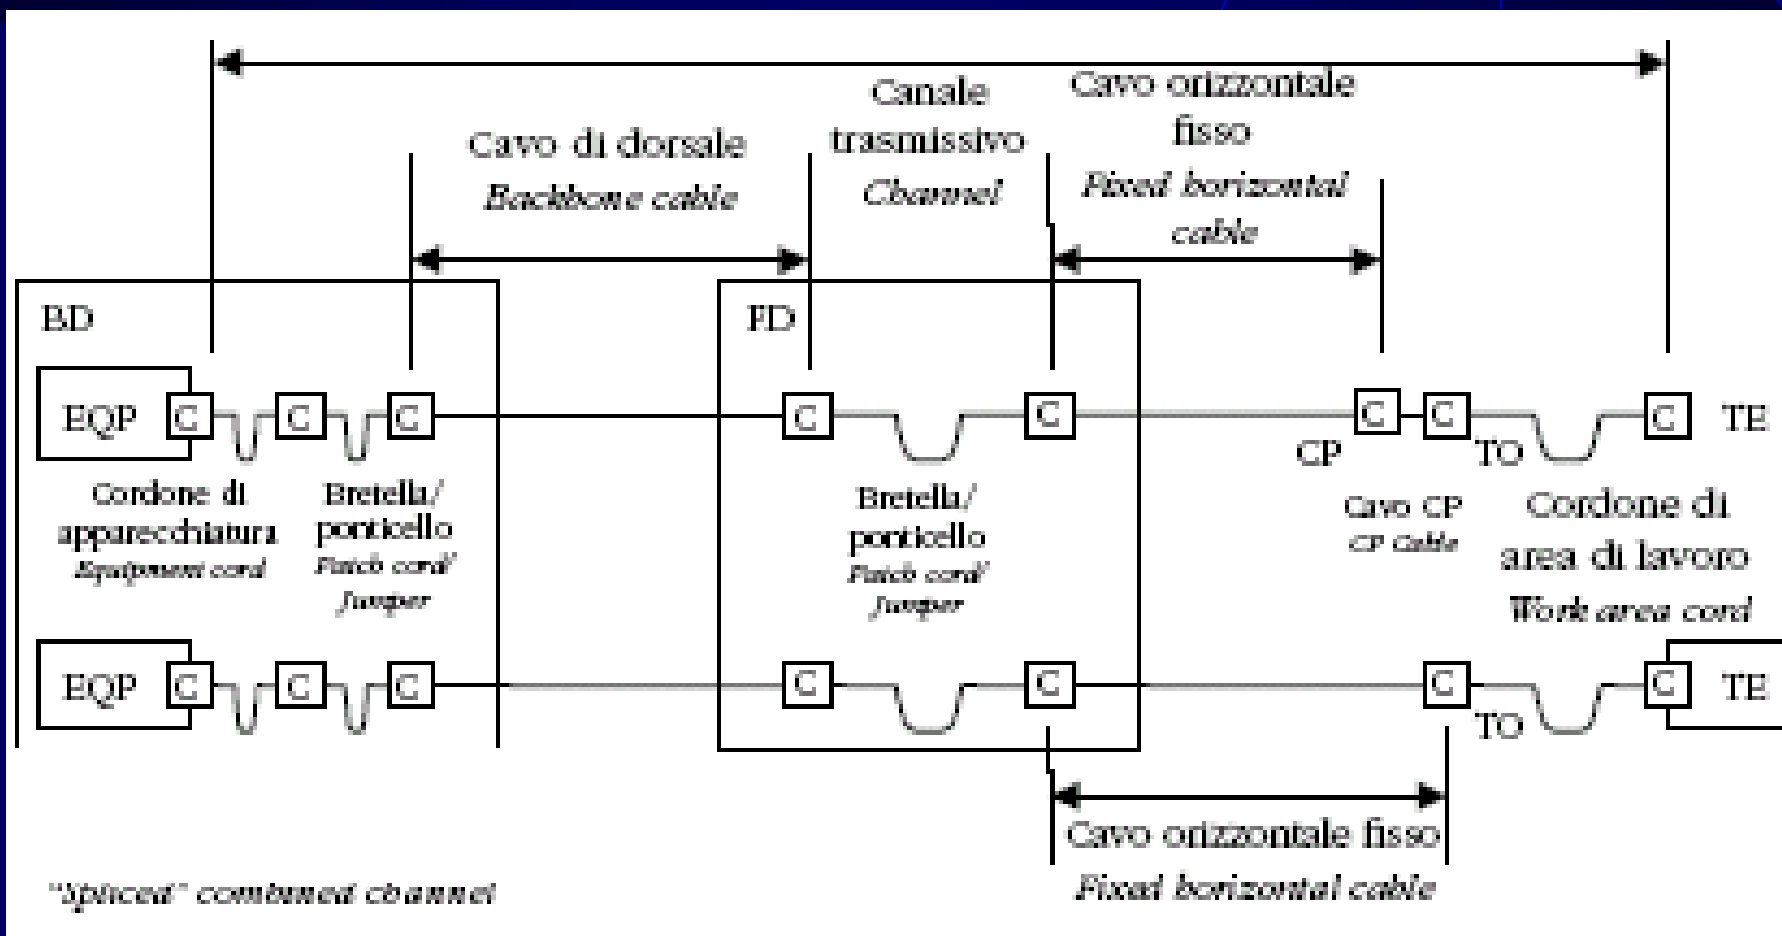 Canale
trasmissivo
Channel
Cavo orizzontale
fisso
Fixed horizontal
cable
Cavo di dorsale
Backbone cable
BD
FD
EQP C C C C C C C C TE
CP
TO
Cordone di
apparecchiatura
Equipment cord
Bretella/
ponticello
Patch cord/
Jumper
Bretella/
ponticello
Patch cord/
Jumper
Cavo CP
CP Cable
Cordone di
area di lavoro
Work area cord
EQP C C C C C C C TE
TO
Cavo orizzontale fisso
Fixed horizontal cable
"Spliced" combined channel